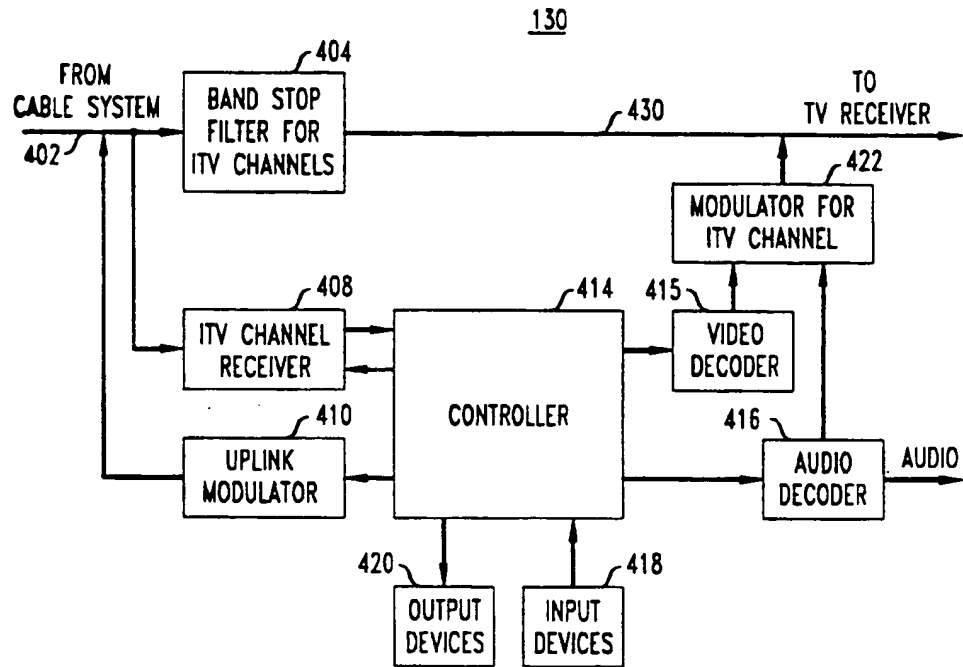 130
FROM
CABLE SYSTEM
402
404
BAND STOP
FILTER FOR
ITV CHANNELS
430
TO
TV RECEIVER
422
MODULATOR FOR
ITV CHANNEL
408
ITV CHANNEL
RECEIVER
414
CONTROLLER
415
VIDEO
DECODER
410
UPLINK
MODULATOR
416
AUDIO
DECODER
AUDIO
420
OUTPUT
DEVICES
418
INPUT
DEVICES